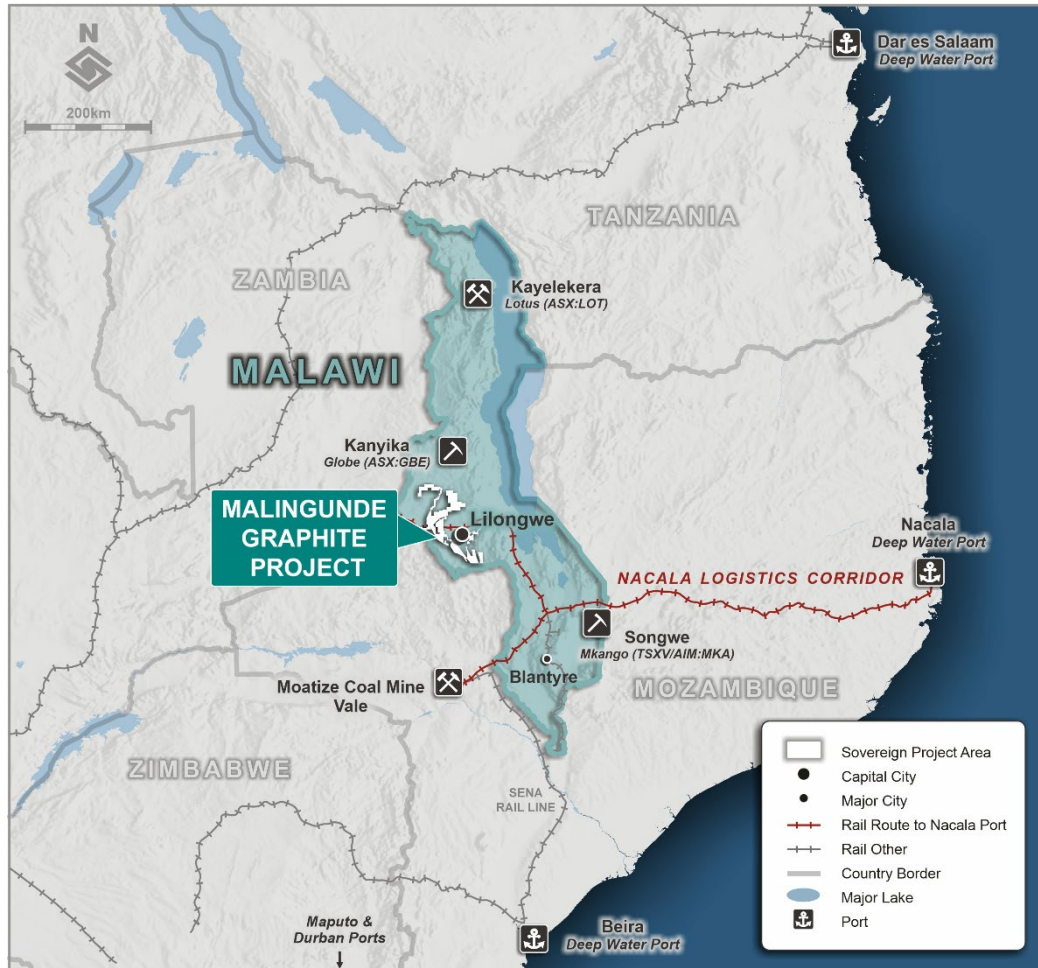 N
200km
Dar es Salaam
Deep Water Port
TANZANIA
ZAMBIA
Kayelekera
Lotus (ASX:LOT)
MALAWI
Kanyika
Globe (ASX:GBE)
MALINGUNDE
GRAPHITE
PROJECT
Lilongwe
Nacala
Deep Water Port
NACALA LOGISTICS CORRIDOR
Songwe
Mkango (TSXV/AIM:MKA)
Blantyre
Moatize Coal Mine
Vale
MOZAMBIQUE
ZIMBABWE
SENA
RAIL LINE
Sovereign Project Area
Capital City
Major City
Rail Route to Nacala Port
Rail Other
Country Border
Major Lake
Port
Maputo &
Durban Ports
Beira
Deep Water Port